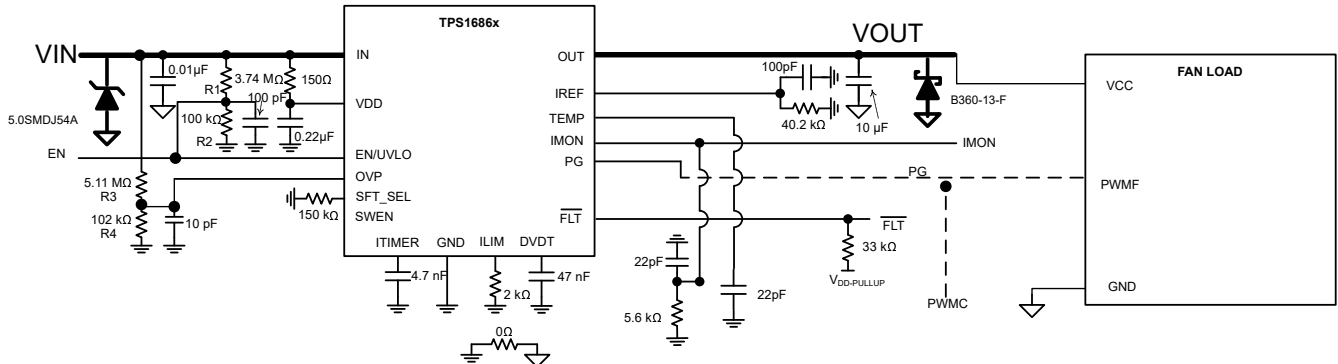 TPS1686x
VIN
IN
VOUT
OUT
FAN LOAD
0.01µF
3.74 MΩ
R1
150Ω
100pF
VCC
IREF
5.0SMDJ54A
100 pF
VDD
B360-13-F
100 kΩ
R2
0.22µF
TEMP
40.2 kΩ
10 µF
EN
EN/UVLO
IMON
IMON
PG
PG
5.11 MΩ
R3
OVP
PWMF
SFT_SEL
150 kΩ
102 kΩ
R4
10 pF
SWEN
FLT
FLT
33 kΩ
ITIMER
GND
ILIM
DVDT
22pF
4.7 nF
2 kΩ
47 nF
VDD-PULLUP
GND
22pF
PWMC
5.6 kΩ
0Ω